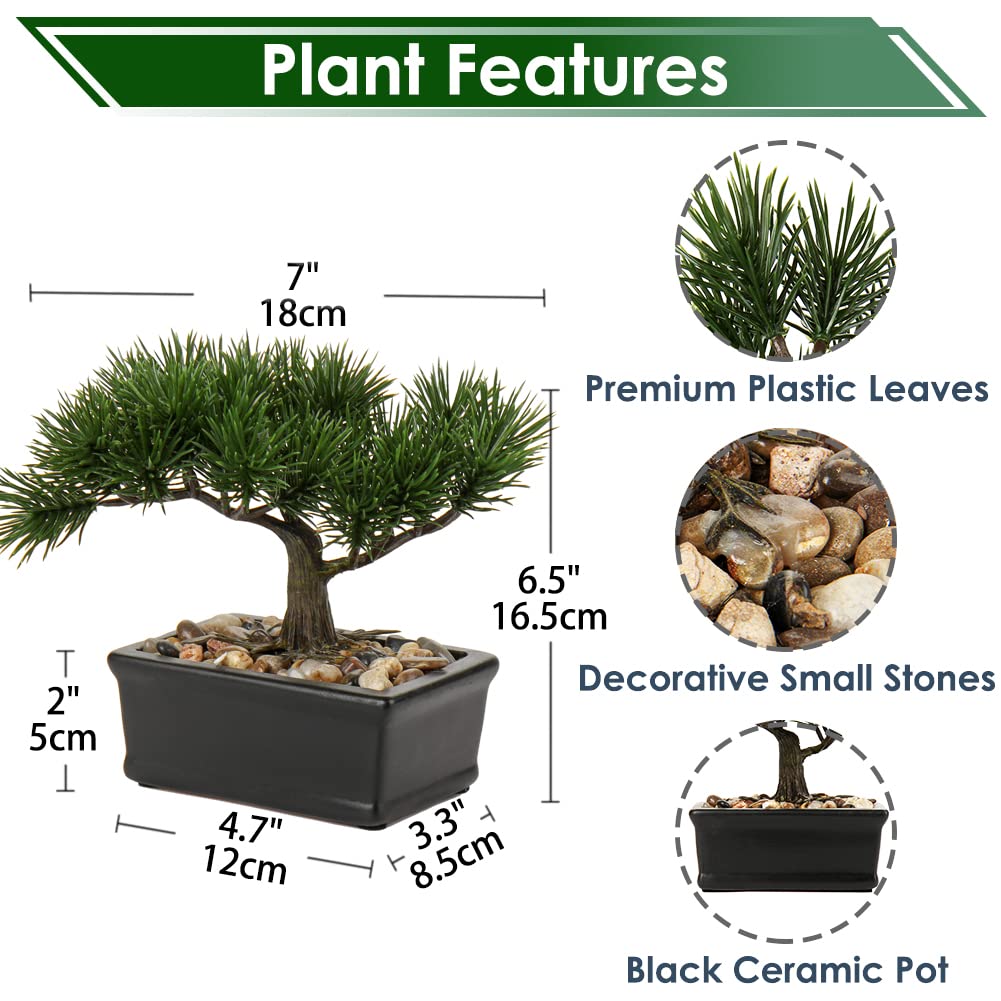 Plant Features
7"
18cm
6.5"
16.5cm
2"
5cm
4.7"
12cm
3.3"
8.5cm
Premium Plastic Leaves
Decorative Small Stones
Black Ceramic Pot